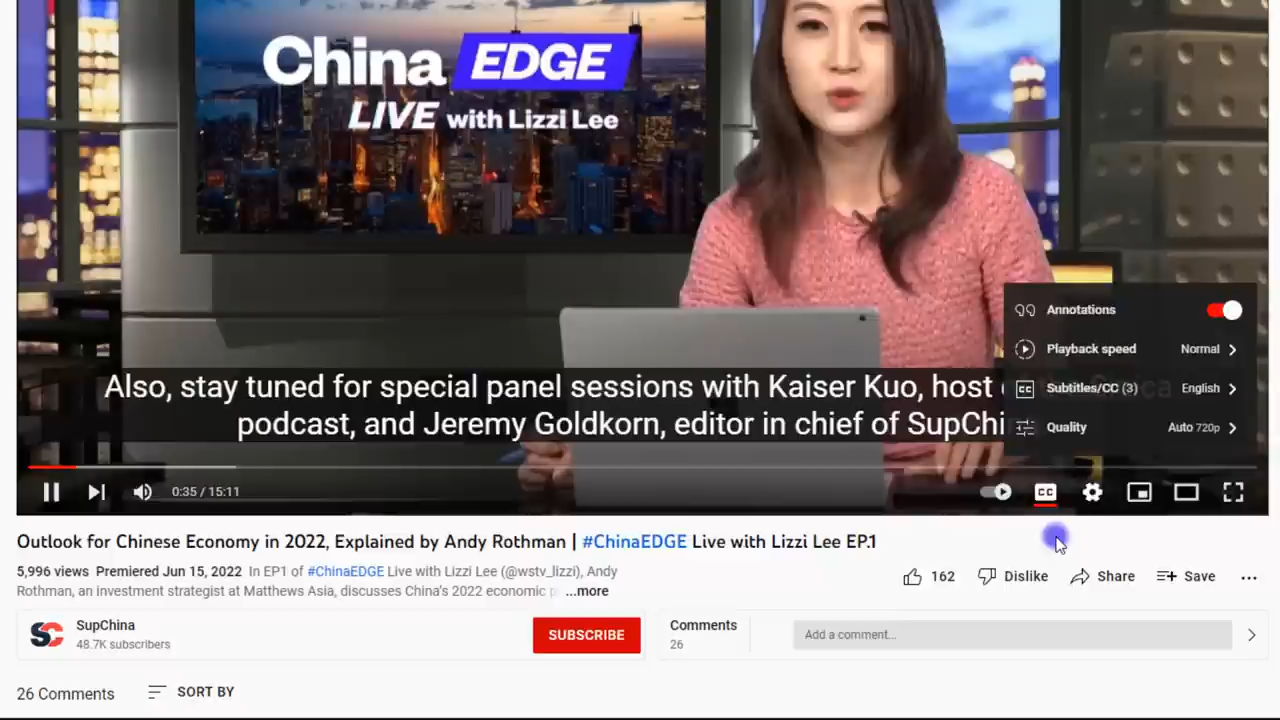 China EDGE
LIVE with Lizzi Lee
Annotations
Playback speed Normal
Subtitles/CC (3) English
Quality Auto 720p
Also, stay tuned for special panel sessions with Kaiser Kuo, host
podcast, and Jeremy Goldkorn, editor in chief of SupChi
0:35 / 15:11
CC
Outlook for Chinese Economy in 2022, Explained by Andy Rothman | #ChinaEDGE Live with Lizzi Lee EP.1
5,996 views Premiered Jun 15, 2022 In EP1 of #ChinaEDGE Live with Lizzi Lee (@wstv_lizzi), Andy
Rothman, an investment strategist at Matthews Asia, discusses China's 2022 economic p ...more
162 Dislike Share Save
SC
SupChina
48.7K subscribers
SUBSCRIBE
Comments
26
Add a comment...
26 Comments
SORT BY